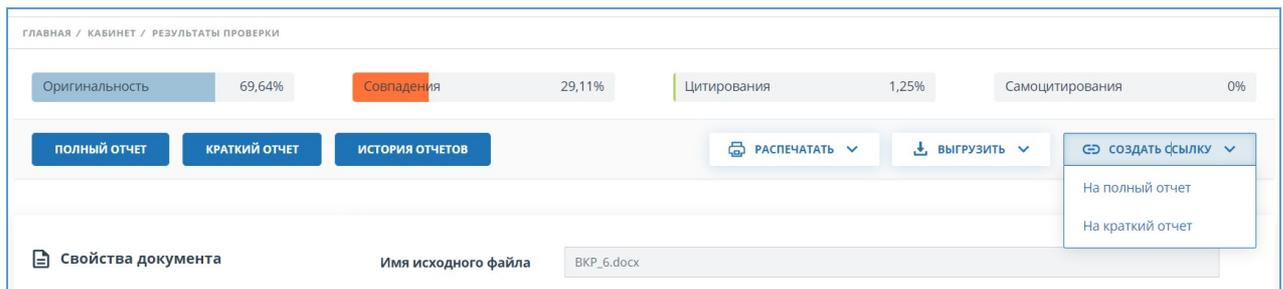 ГЛАВНАЯ / КАБИНЕТ / РЕЗУЛЬТАТЫ ПРОВЕРКИ
Оригинальность 69,64% Совпадения 29,11% Цитирования 1,25% Самоцитирования 0%
ПОЛНЫЙ ОТЧЕТ КРАТКИЙ ОТЧЕТ ИСТОРИЯ ОТЧЕТОВ РАСПЕЧАТАТЬ ВЫГРУЗИТЬ СОЗДАТЬ ССЫЛКУ
На полный отчет
На краткий отчет
Свойства документа Имя исходного файла ВКР_6.docx